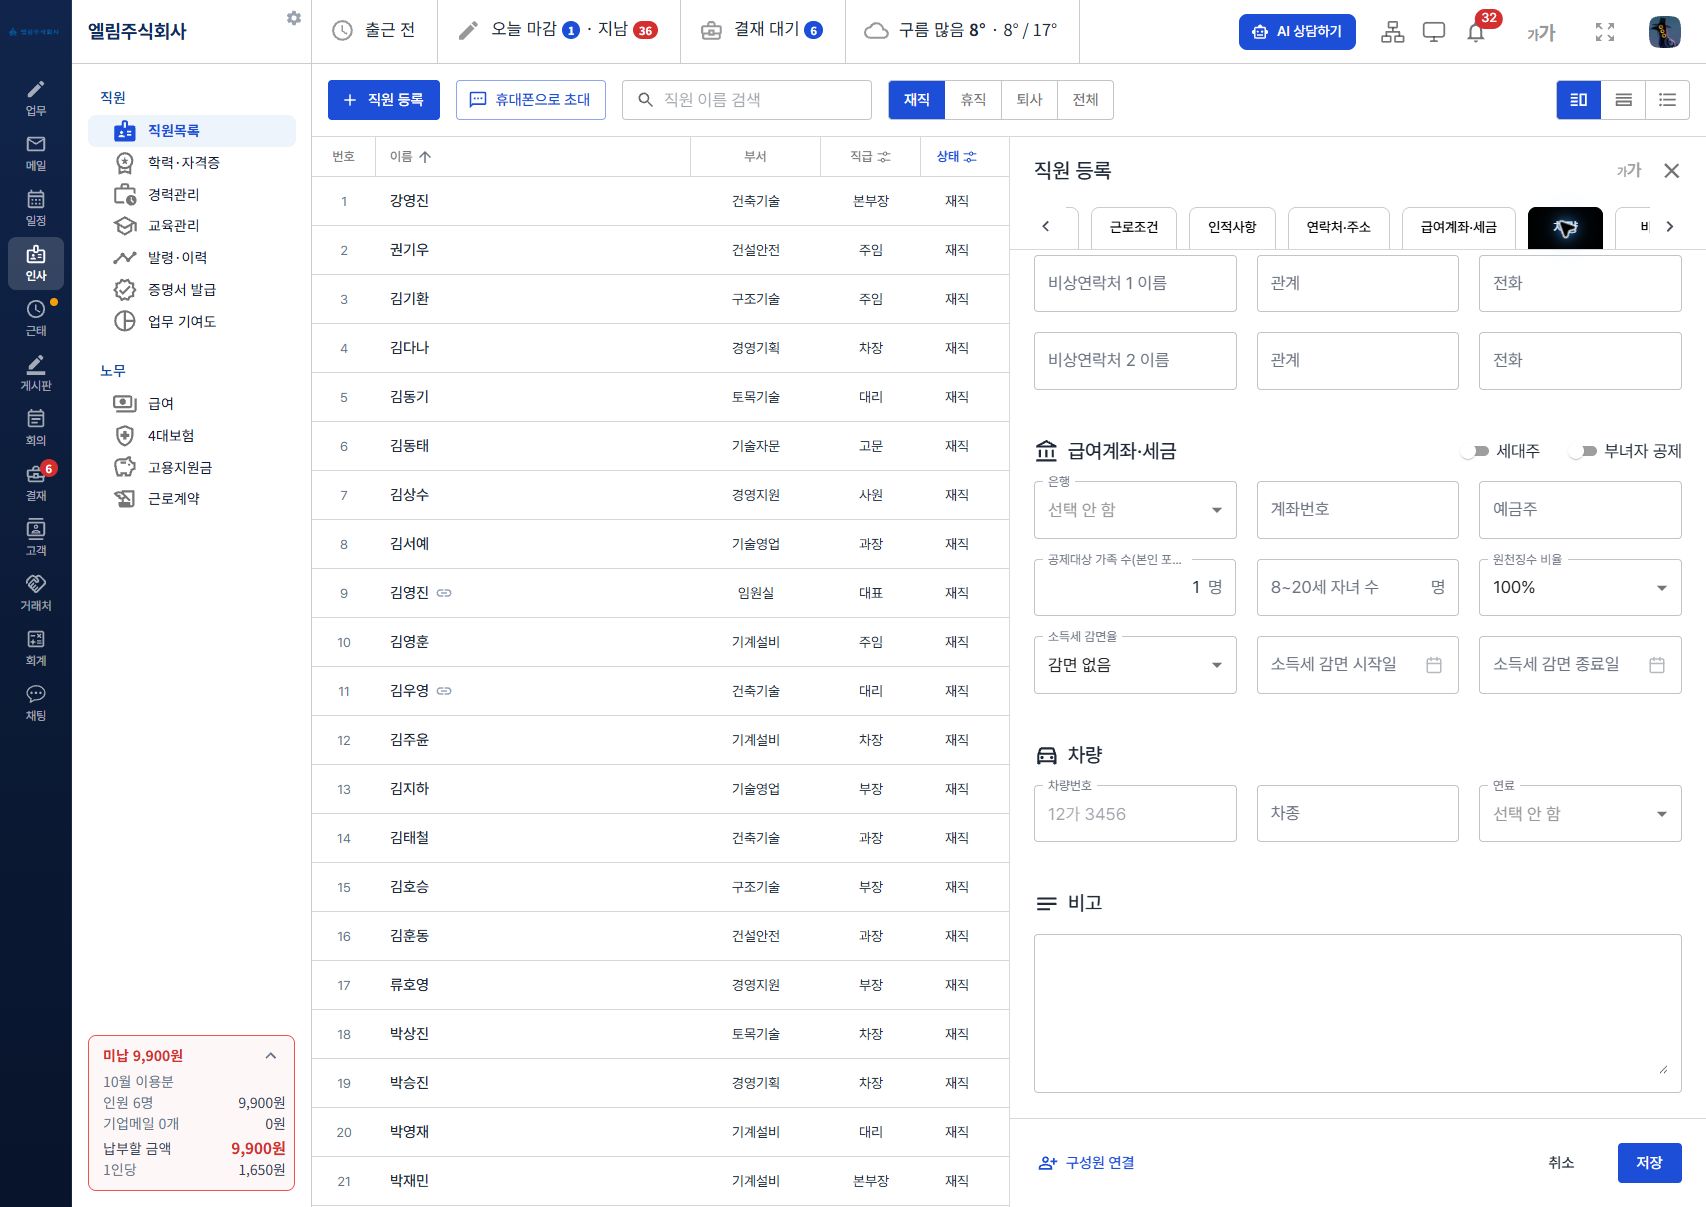 엘림주식회사
엘림주식회사
출근 전
오늘 마감 1 · 지남 36
결재 대기 6
구름 많음 8° · 8° / 17°
AI 상담하기
32
가가
업무
메일
일정
인사
근태
게시판
회의
6
결재
고객
거래처
회계
채팅
직원
직원목록
학력·자격증
경력관리
교육관리
발령·이력
증명서 발급
업무 기여도
노무
급여
4대보험
고용지원금
근로계약
미납 9,900원
10월 이용분
인원 6명 9,900원
기업메일 0개 0원
납부할 금액 9,900원
1인당 1,650원
직원 등록
휴대폰으로 초대
직원 이름 검색
재직 휴직 퇴사 전체
번호 이름 부서 직급 상태
1 강영진 건축기술 본부장 재직
2 권기우 건설안전 주임 재직
3 김기환 구조기술 주임 재직
4 김다나 경영기획 차장 재직
5 김동기 토목기술 대리 재직
6 김동태 기술자문 고문 재직
7 김상수 경영지원 사원 재직
8 김서예 기술영업 과장 재직
9 김영진 임원실 대표 재직
10 김영훈 기계설비 주임 재직
11 김우영 건축기술 대리 재직
12 김주윤 기계설비 차장 재직
13 김지하 기술영업 부장 재직
14 김태철 건축기술 과장 재직
15 김호승 구조기술 부장 재직
16 김훈동 건설안전 과장 재직
17 류호영 경영지원 부장 재직
18 박상진 토목기술 차장 재직
19 박승진 경영기획 차장 재직
20 박영재 기계설비 대리 재직
21 박재민 기계설비 본부장 재직
직원 등록
가가
근로조건 인적사항 연락처·주소 급여계좌·세금
비상연락처 1 이름 관계 전화
비상연락처 2 이름 관계 전화
급여계좌·세금 세대주 부녀자 공제
은행
선택 안 함 계좌번호 예금주
공제대상 가족 수(본인 포... 원천징수 비율
1 명 8~20세 자녀 수 명 100%
소득세 감면율
감면 없음 소득세 감면 시작일 소득세 감면 종료일
차량
차량번호 연료
12가 3456 차종 선택 안 함
비고
구성원 연결
취소
저장